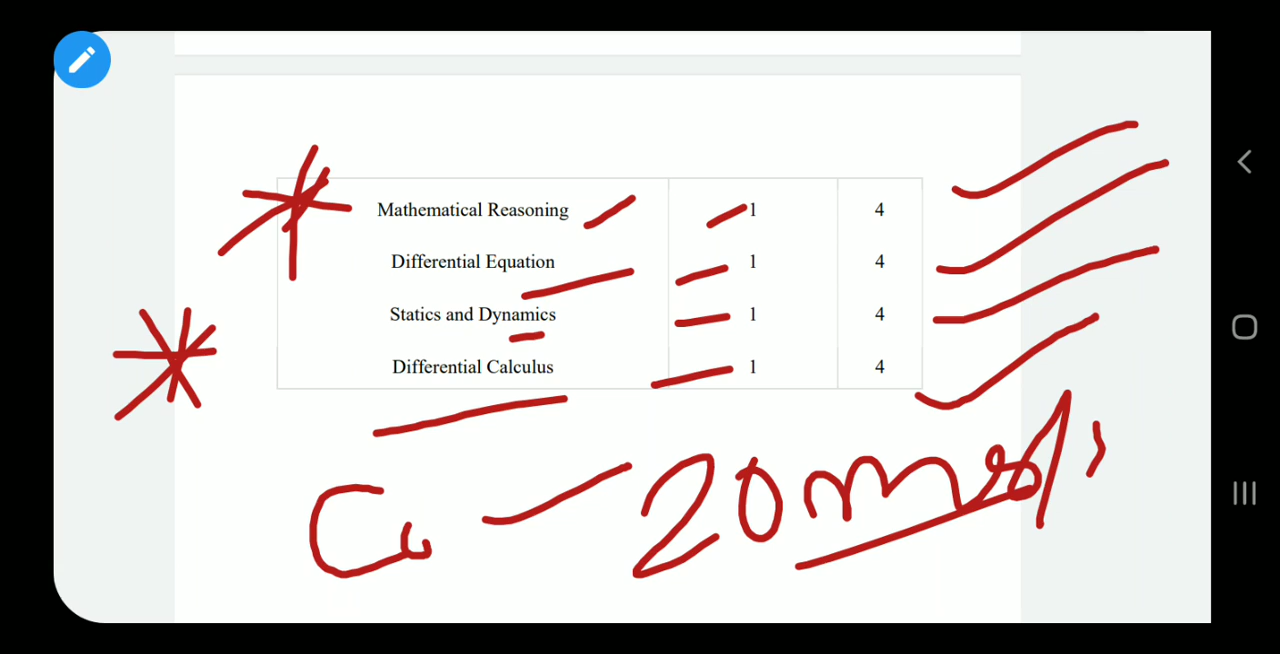 Mathematical Reasoning 1 4
Differential Equation 1 4
Statics and Dynamics 1 4
Differential Calculus 1 4
20